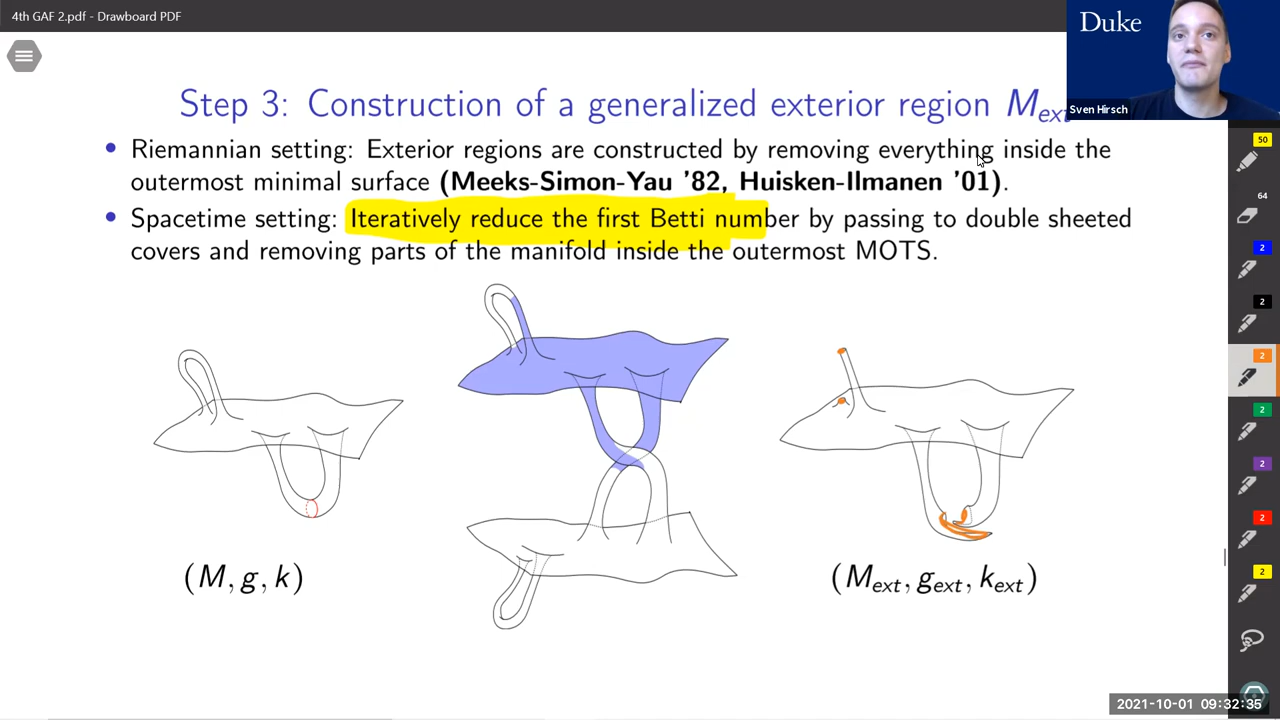 4th GAF 2.pdf - Drawboard PDF
Duke
Sven Hirsch
Step 3: Construction of a generalized exterior region M_ext
• Riemannian setting: Exterior regions are constructed by removing everything inside the
outermost minimal surface (Meeks-Simon-Yau '82, Huisken-Ilmanen '01).
• Spacetime setting: Iteratively reduce the first Betti number by passing to double sheeted
covers and removing parts of the manifold inside the outermost MOTS.
(M, g, k)
(M_ext, g_ext, k_ext)
50
64
2
2
2
2
2
2
2
2021-10-01 09:32:35